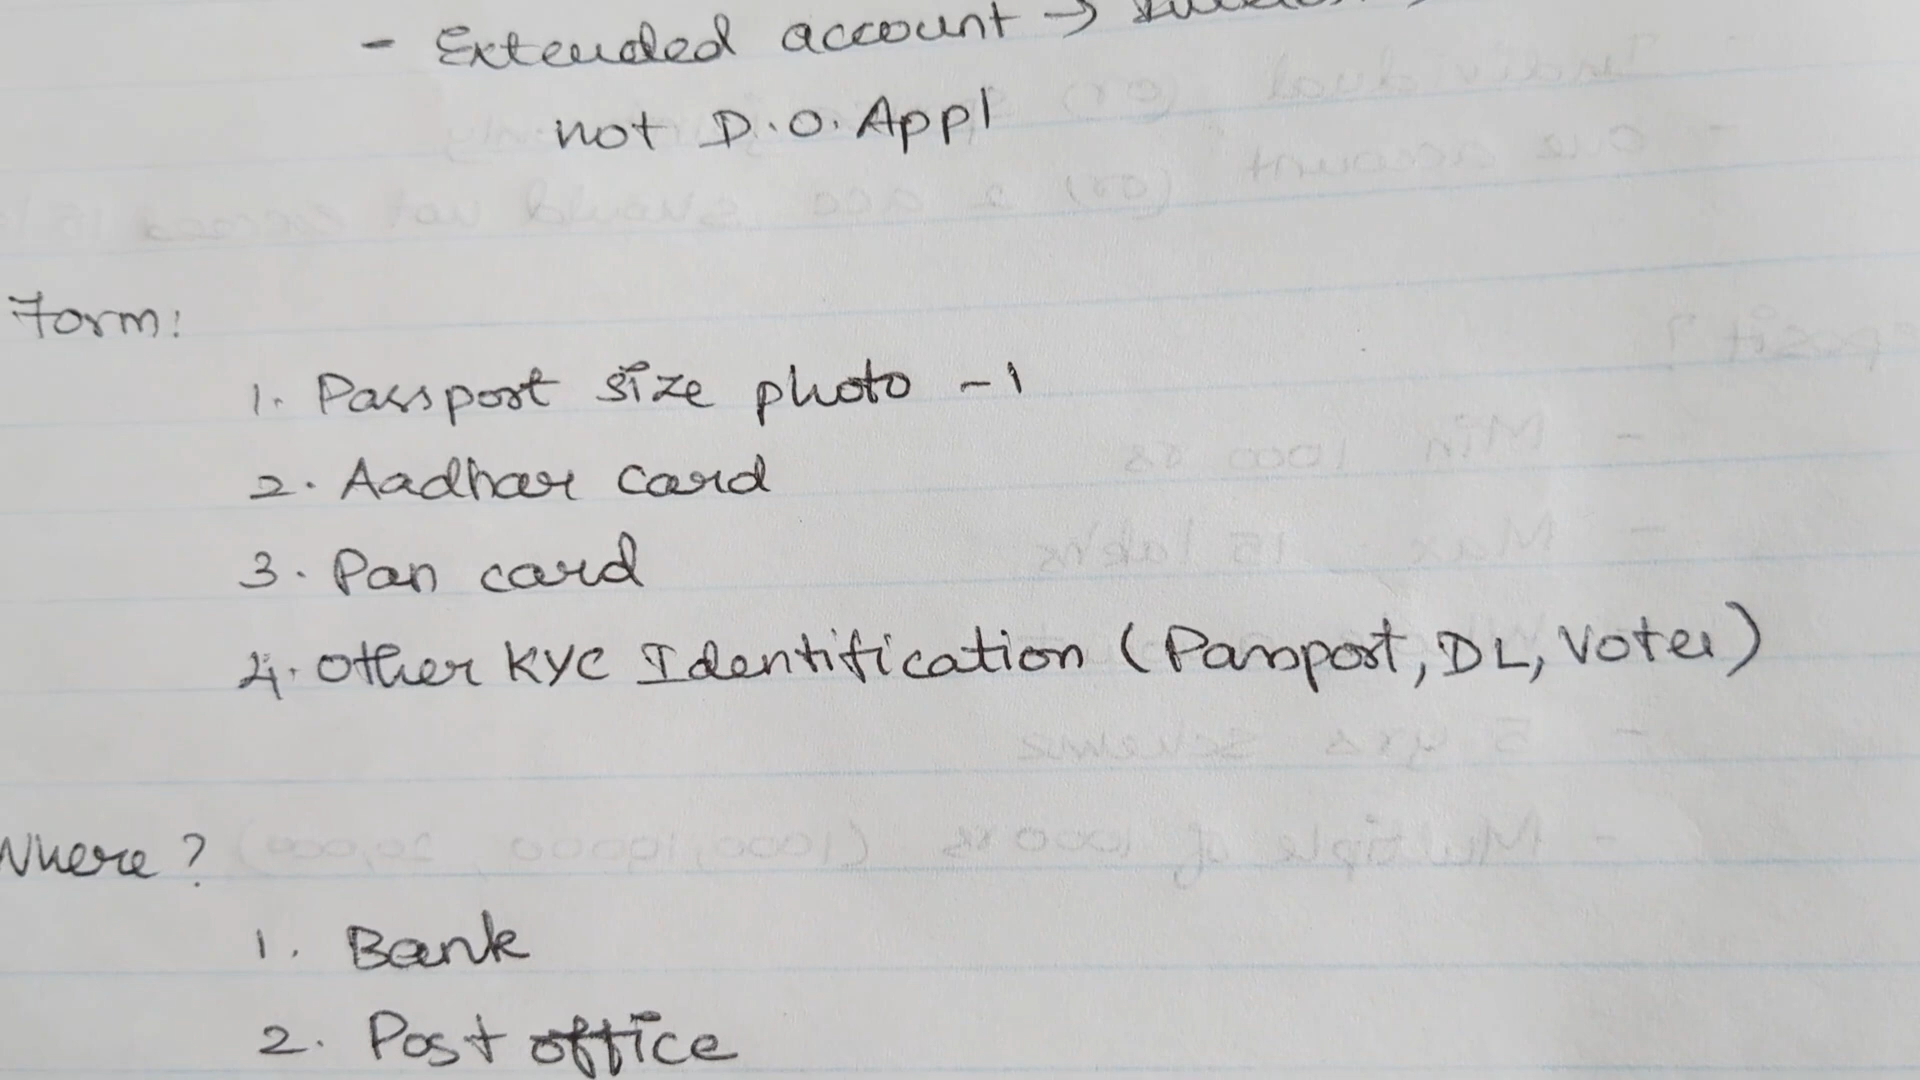 - Extended account →
not D.O. Appl
Form:
1. Passport size photo - 1
2. Aadhar card
3. Pan card
4. Other KYC Identification (Passport, DL, Voter)
Where?
1. Bank
2. Post office